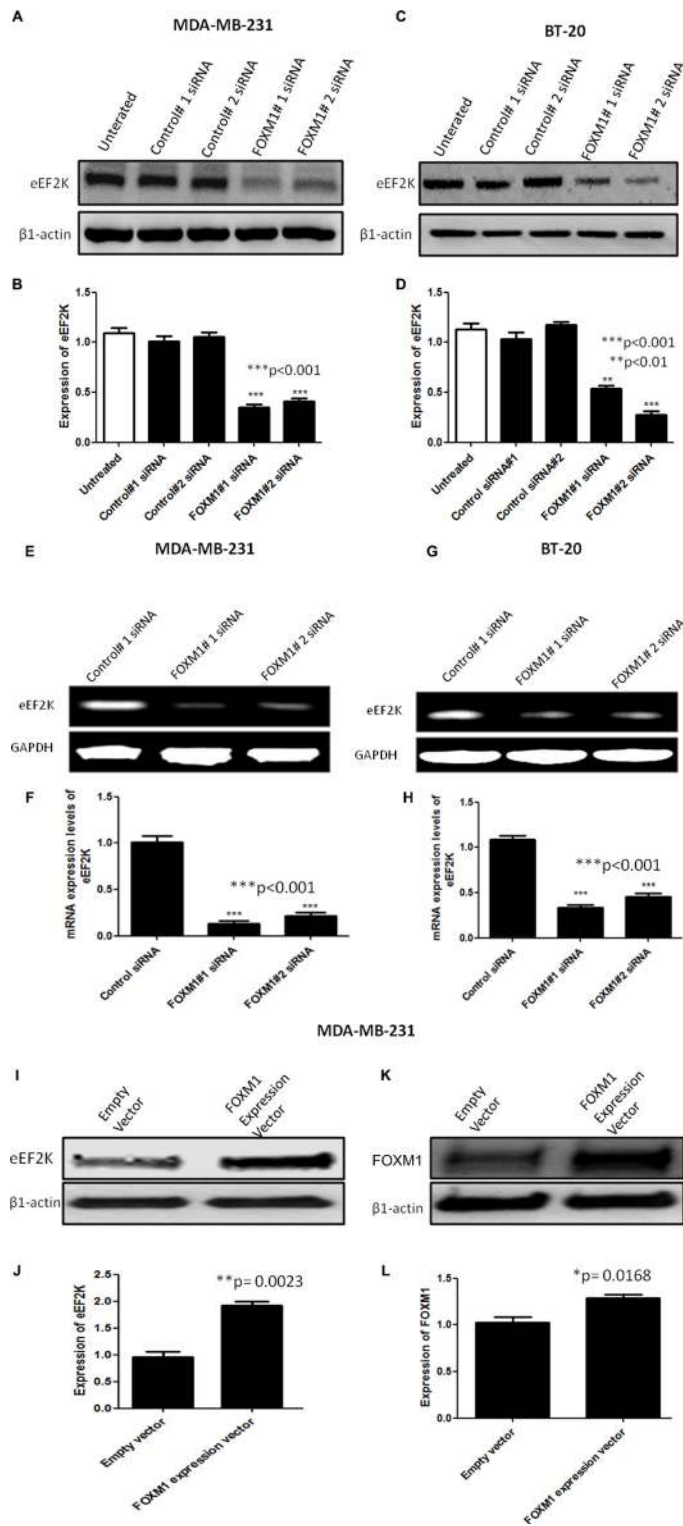 A
MDA-MB-231
Unterated
Control# 1 siRNA
Control# 2 siRNA
FOXM1# 1 siRNA
FOXM1# 2 siRNA
eEF2K
β1-actin
B
Expression of eEF2K
1.5
1.0
0.5
0.0
***p<0.001
***
***
Untreated
Control#1 siRNA
Control#2 siRNA
FOXM1#1 siRNA
FOXM1#2 siRNA
C
BT-20
Unterated
Control# 1 siRNA
Control# 2 siRNA
FOXM1# 1 siRNA
FOXM1# 2 siRNA
eEF2K
β1-actin
D
Expression of eEF2K
1.5
1.0
0.5
0.0
***p<0.001
**p<0.01
**
***
Untreated
Control siRNA#1
Control siRNA#2
FOXM1#1 siRNA
FOXM1#2 siRNA
E
MDA-MB-231
Control# 1 siRNA
FOXM1# 1 siRNA
FOXM1# 2 siRNA
eEF2K
GAPDH
F
mRNA expression levels of
eEF2K
1.5
1.0
0.5
0.0
***p<0.001
***
***
Control siRNA
FOXM1#1 siRNA
FOXM1#2 siRNA
G
BT-20
Control# 1 siRNA
FOXM1# 1 siRNA
FOXM1# 2 siRNA
eEF2K
GAPDH
H
mRNA expression levels of
eEF2K
1.5
1.0
0.5
0.0
***p<0.001
***
***
Control siRNA
FOXM1#1 siRNA
FOXM1#2 siRNA
MDA-MB-231
I
Empty
Vector
FOXM1
Expression
Vector
eEF2K
β1-actin
J
Expression of eEF2K
2.5
2.0
1.5
1.0
0.5
0.0
**p= 0.0023
Empty vector
FOXM1 expression vector
K
Empty
Vector
FOXM1
Expression
Vector
FOXM1
β1-actin
L
Expression of FOXM1
1.5
1.0
0.5
0.0
*p= 0.0168
Empty vector
FOXM1 expression vector